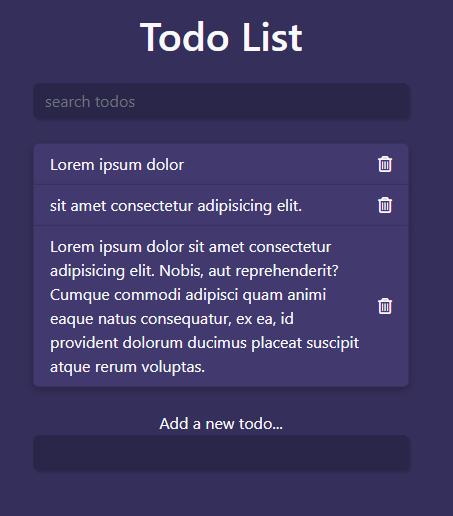 Todo List
search todos
Lorem ipsum dolor
sit amet consectetur adipisicing elit.
Lorem ipsum dolor sit amet consectetur
adipisicing elit. Nobis, aut reprehenderit?
Cumque commodi adipisci quam animi
eaque natus consequatur, ex ea, id
provident dolorum ducimus placeat suscipit
atque rerum voluptas.
Add a new todo...